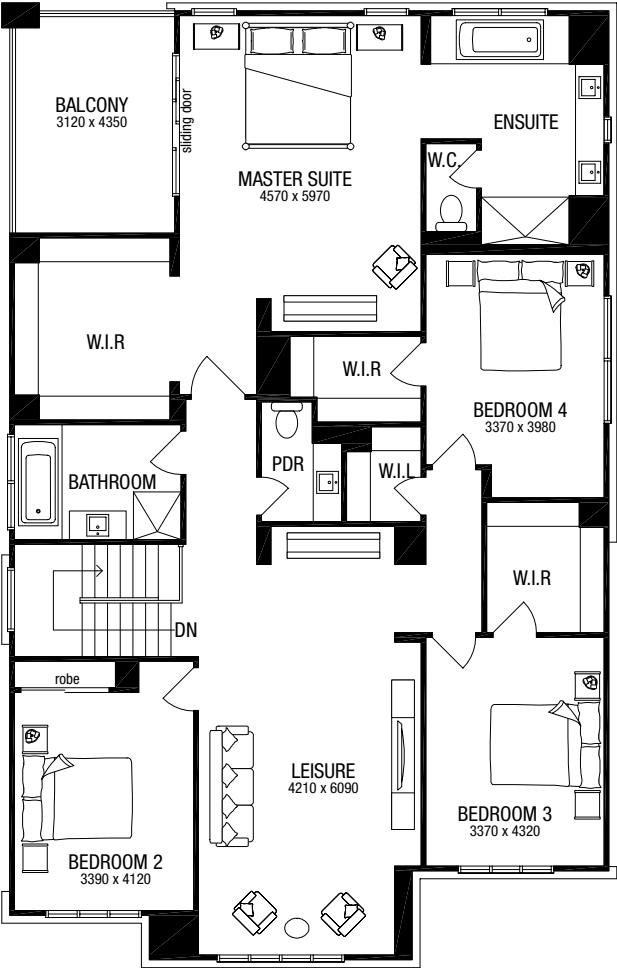 BALCONY
3120 x 4350
sliding door
MASTER SUITE
4570 x 5970
ENSUITE
W.C.
W.I.R
W.I.R
BEDROOM 4
3370 x 3980
PDR
W.I.L
BATHROOM
W.I.R
DN
robe
LEISURE
4210 x 6090
BEDROOM 3
3370 x 4320
BEDROOM 2
3390 x 4120